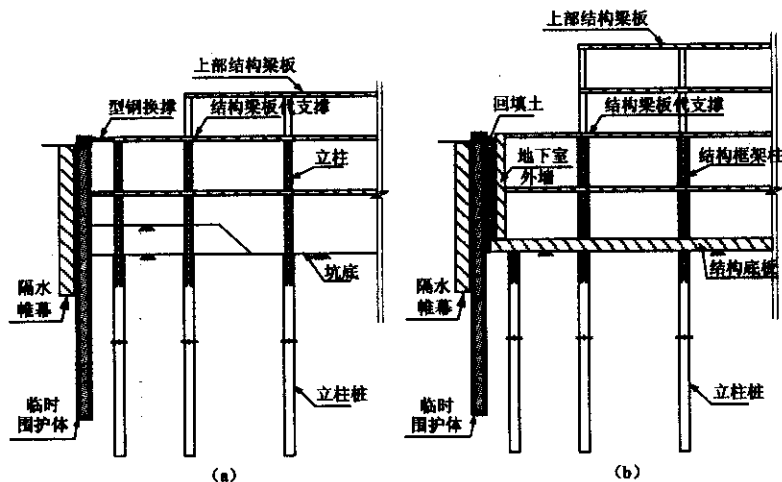 上部结构梁板
型钢换撑
结构梁板代支撑
立柱
坑底
隔水
帷幕
立柱桩
临时
围护体
(a)
上部结构梁板
回填土
结构梁板代支撑
地下室
外墙
结构框架柱
结构底板
隔水
帷幕
立柱桩
临时
围护体
(b)